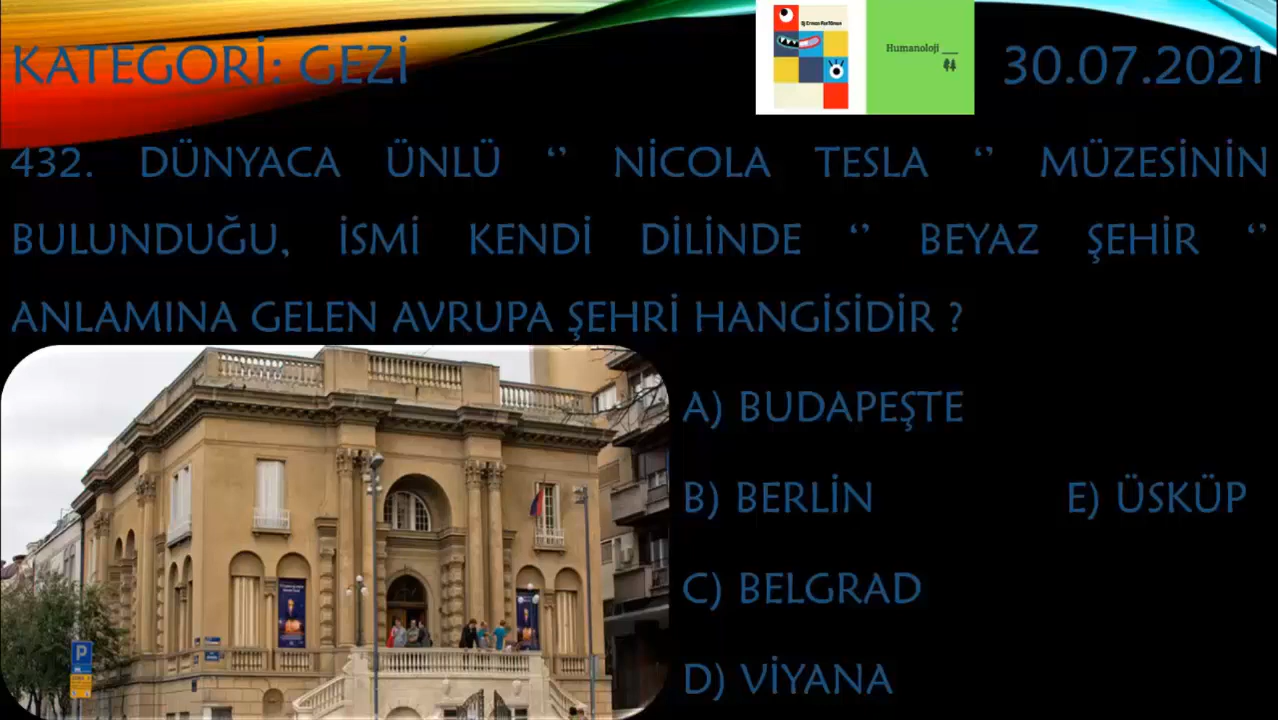 KATEGORİ: GEZİ
Humanoloji
30.07.2021
432. DÜNYACA ÜNLÜ ‘’ NİCOLA TESLA ‘’ MÜZESİNİN
BULUNDUĞU, İSMİ KENDİ DİLİNDE ‘’ BEYAZ ŞEHİR ‘’
ANLAMINA GELEN AVRUPA ŞEHRİ HANGİSİDİR ?
A) BUDAPEŞTE
B) BERLİN
E) ÜSKÜP
C) BELGRAD
D) VİYANA
P